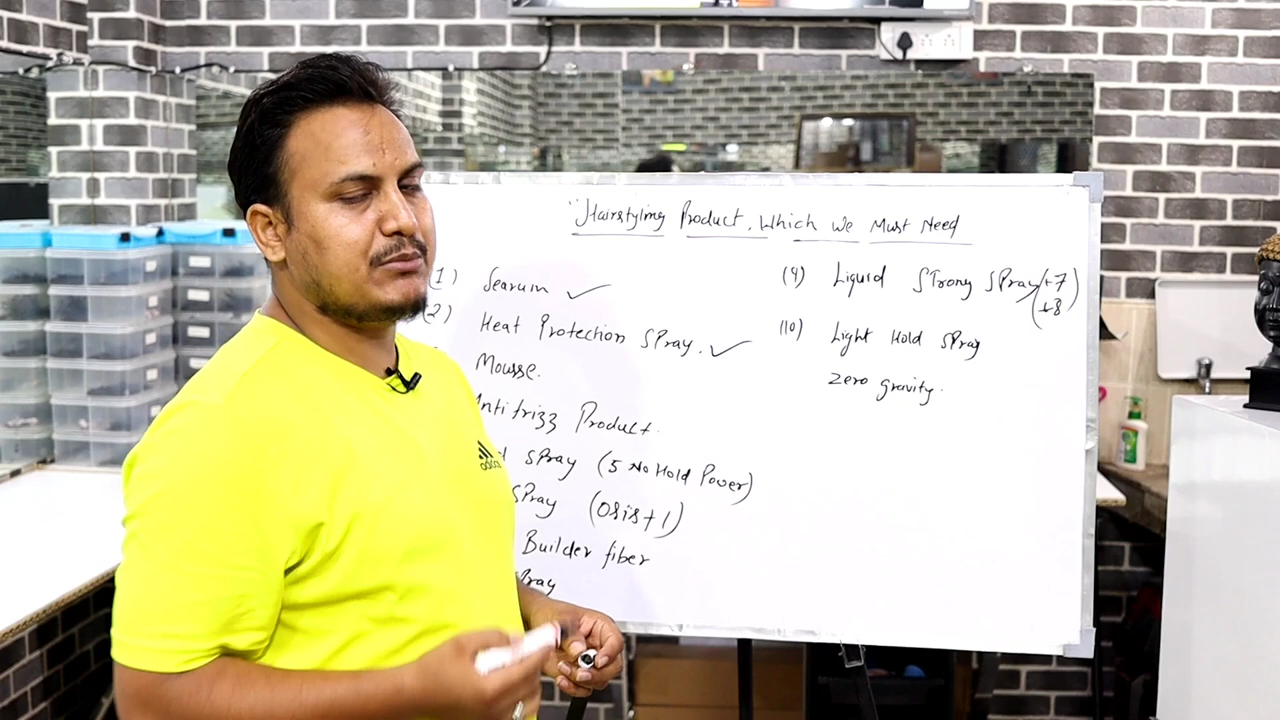 "Hairstyling Product, Which We Must Need
(1) Searum ✓
(2) Heat Protection SPray. ✓
Mousse.
Antifrizz Product.
SPray (5 No Hold Power)
SPray (Osis+1)
Builder fiber
SPray
(9) Liquid STrong SPray +7)
(+8
(10) Light Hold SPray
Zero gravity.
adidas